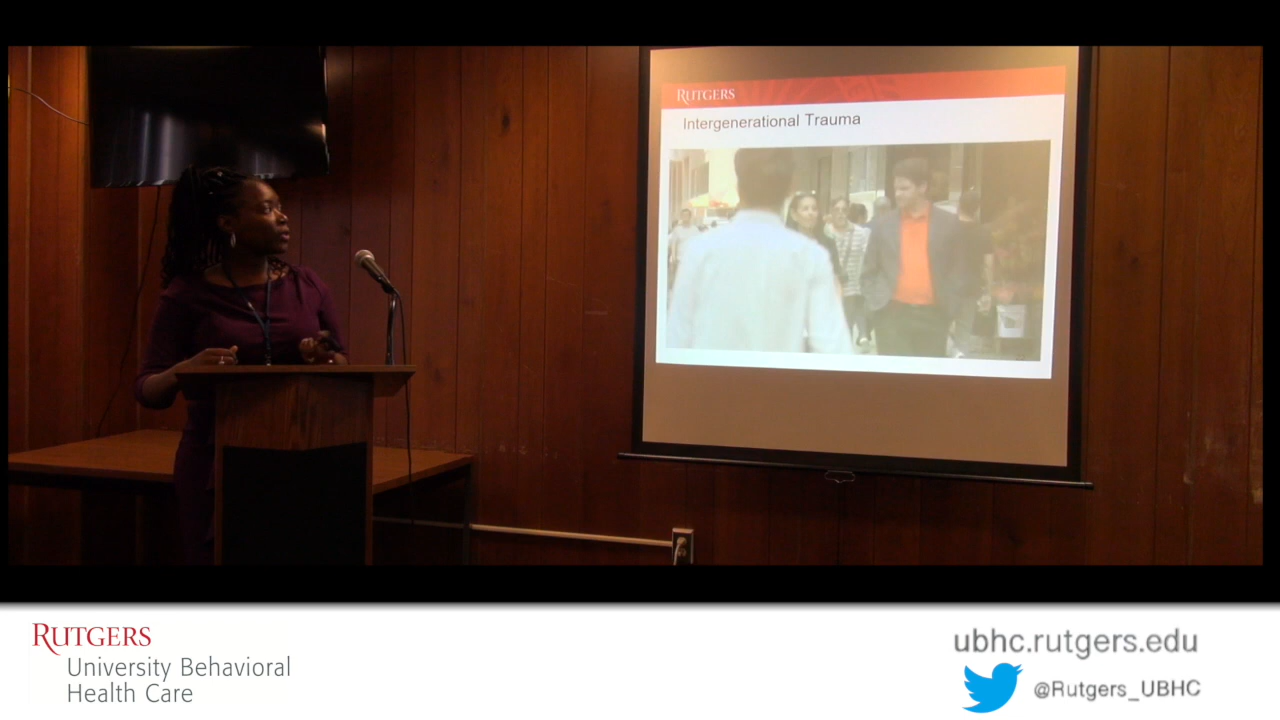 RUTGERS
Intergenerational Trauma
RUTGERS
University Behavioral
Health Care
ubhc.rutgers.edu
@Rutgers_UBHC